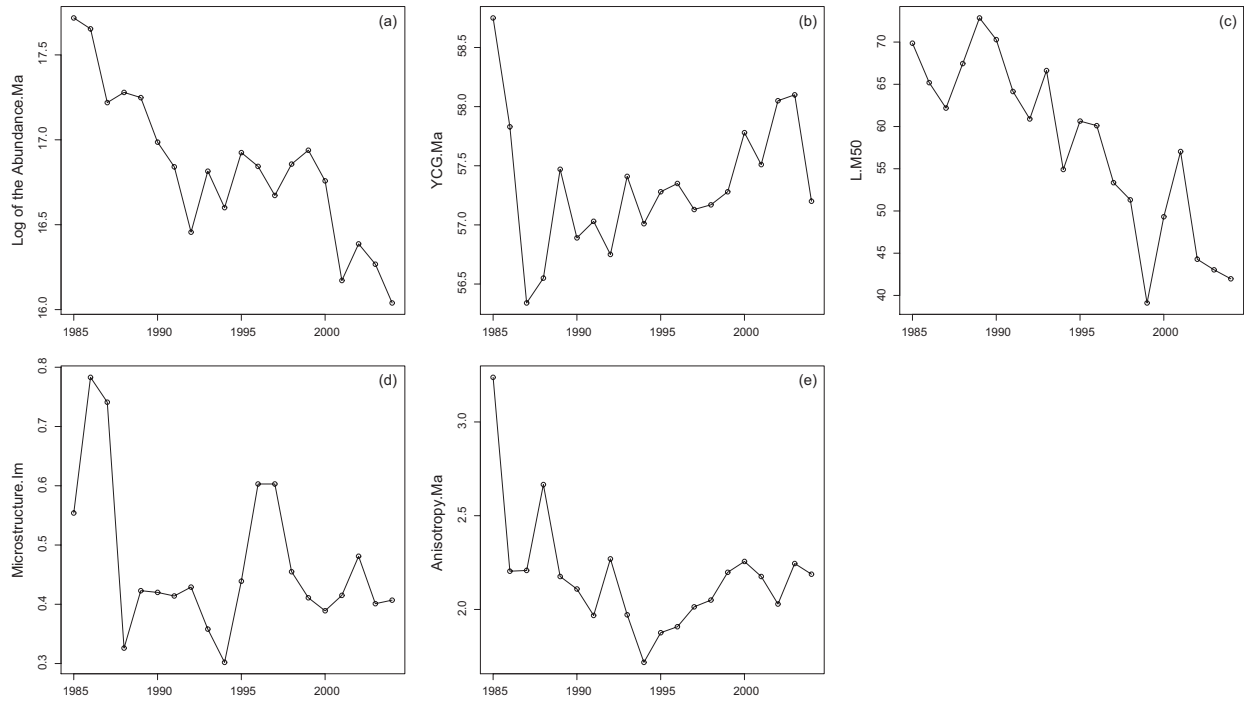 (a)
Log of the Abundance.Ma
17.5
17.0
16.5
16.0
1985 1990 1995 2000
(b)
YCG.Ma
58.5
58.0
57.5
57.0
56.5
1985 1990 1995 2000
(c)
L.M50
70
65
60
55
50
45
40
1985 1990 1995 2000
(d)
Microstructure.Im
0.8
0.7
0.6
0.5
0.4
0.3
1985 1990 1995 2000
(e)
Anisotropy.Ma
3.0
2.5
2.0
1985 1990 1995 2000